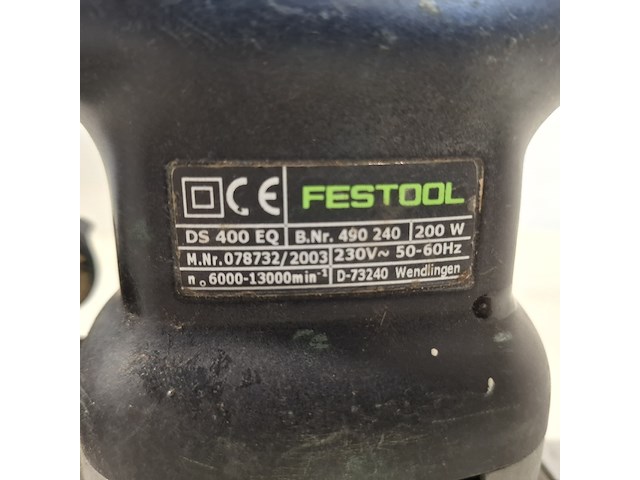 CE FESTOOL
DS 400 EQ B.Nr. 490 240 200 W
M.Nr. 078732/2003 230V~ 50-60Hz
n₀ 6000-13000min⁻¹ D-73240 Wendlingen